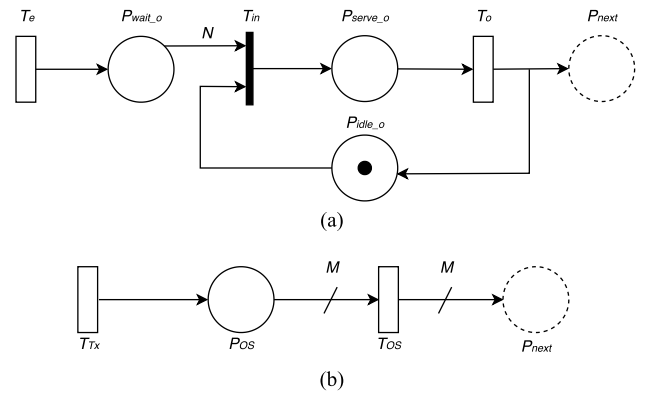 Te Pwait_o N Tin Pserve_o To Pnext
Pidle_o
(a)
M M
TTx POS TOS Pnext
(b)